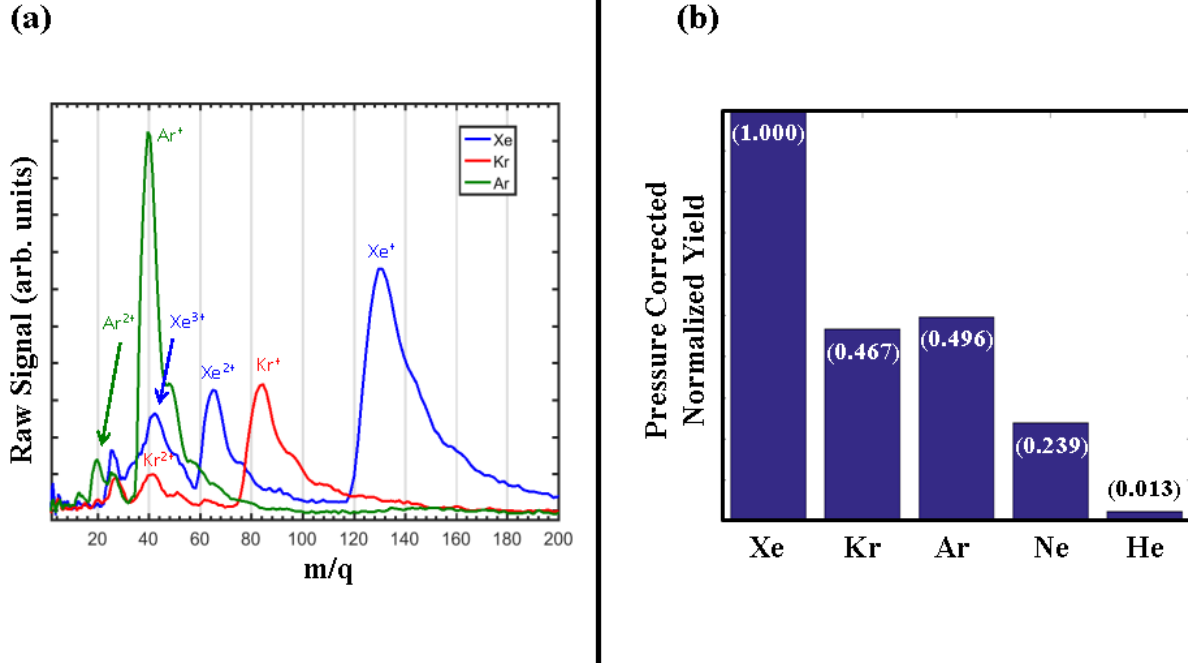 (a)
Raw Signal (arb. units)
Ar⁺
Xe
Kr
Ar
Xe⁺
Ar²⁺
Xe³⁺
Xe²⁺
Kr⁺
Kr²⁺
20 40 60 80 100 120 140 160 180 200
m/q
(b)
Pressure Corrected
Normalized Yield
(1.000)
(0.467)
(0.496)
(0.239)
(0.013)
Xe Kr Ar Ne He